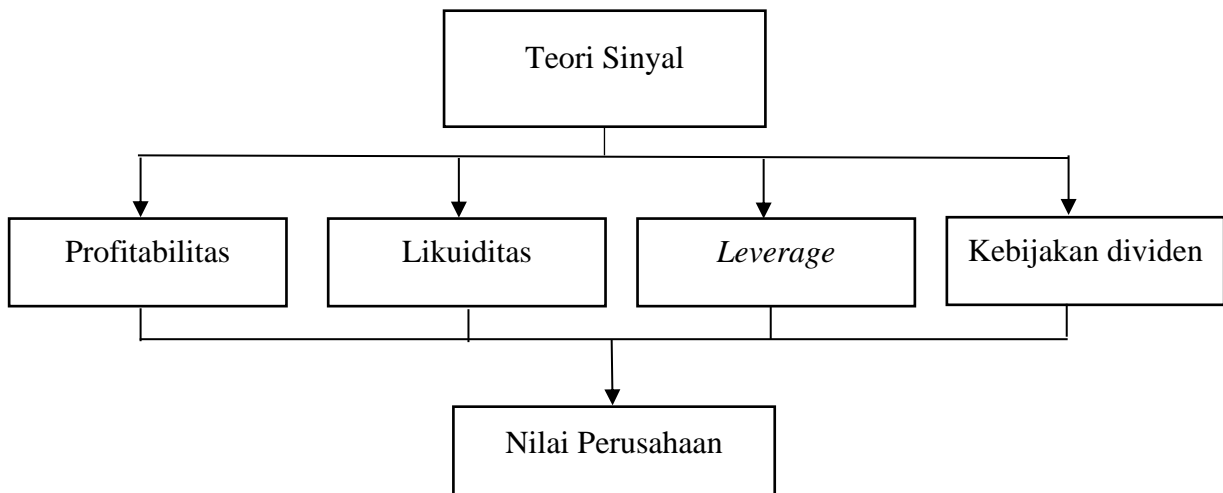 Teori Sinyal
Profitabilitas
Likuiditas
Leverage
Kebijakan dividen
Nilai Perusahaan